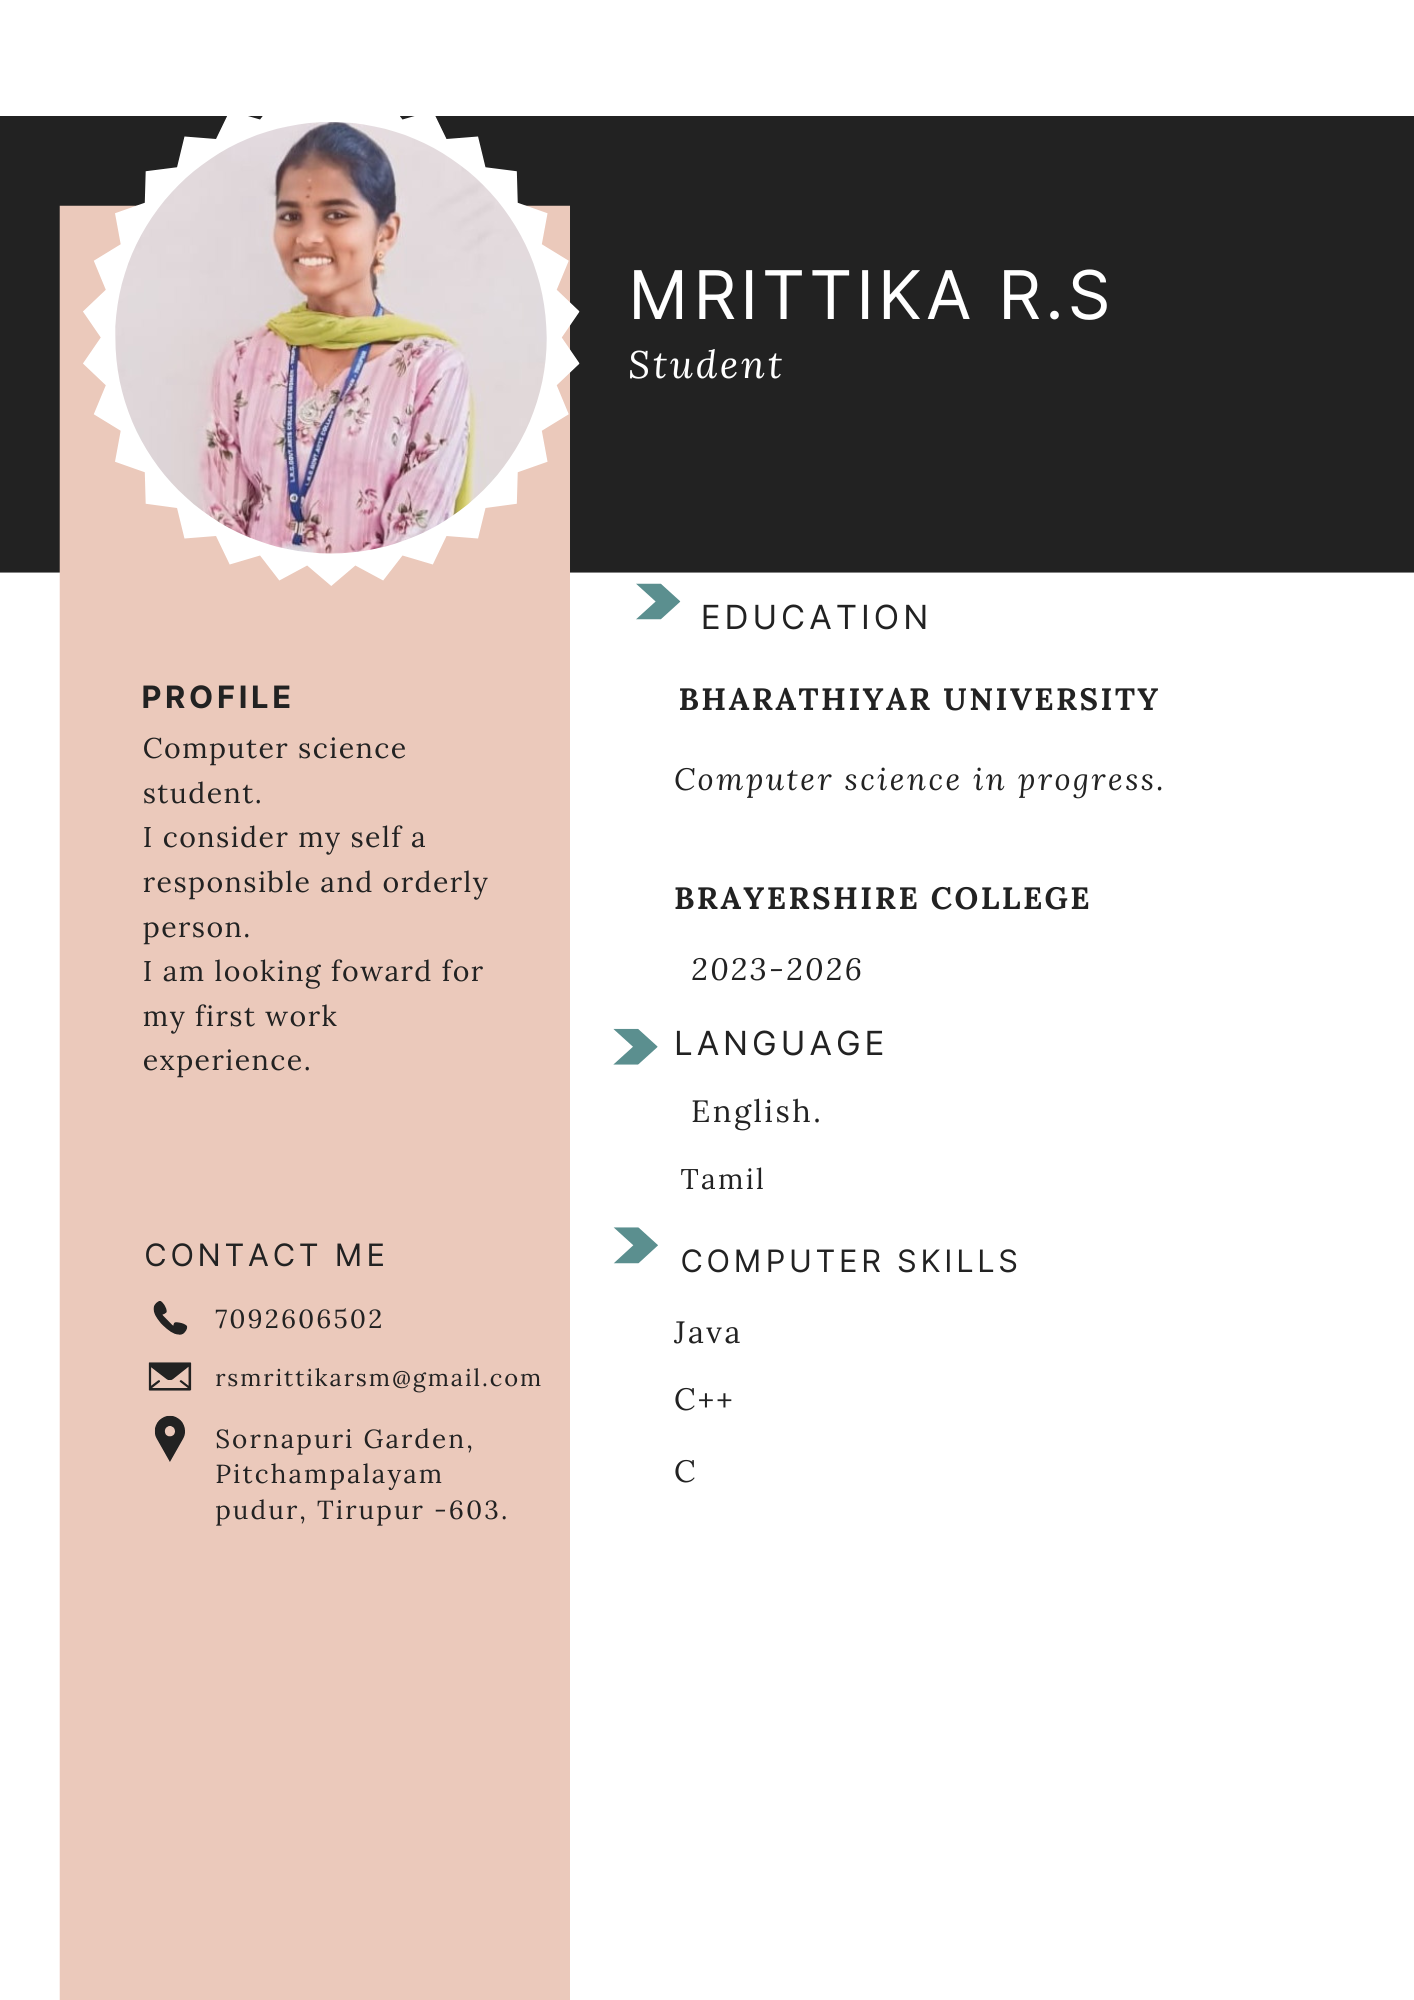 MRITTIKA R.S
Student
PROFILE
Computer science
student.
I consider my self a
responsible and orderly
person.
I am looking foward for
my first work
experience.
CONTACT ME
7092606502
rsmrittikarsm@gmail.com
Sornapuri Garden,
Pitchampalayam
pudur, Tirupur -603.
EDUCATION
BHARATHIYAR UNIVERSITY
Computer science in progress.
BRAYERSHIRE COLLEGE
2023-2026
LANGUAGE
English.
Tamil
COMPUTER SKILLS
Java
C++
C